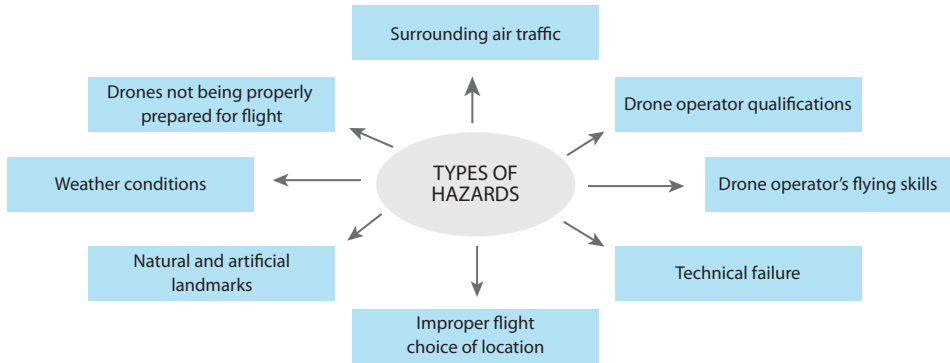 Surrounding air traffic
Drones not being properly
prepared for flight
Drone operator qualifications
TYPES OF
HAZARDS
Weather conditions
Drone operator’s flying skills
Natural and artificial
landmarks
Technical failure
Improper flight
choice of location